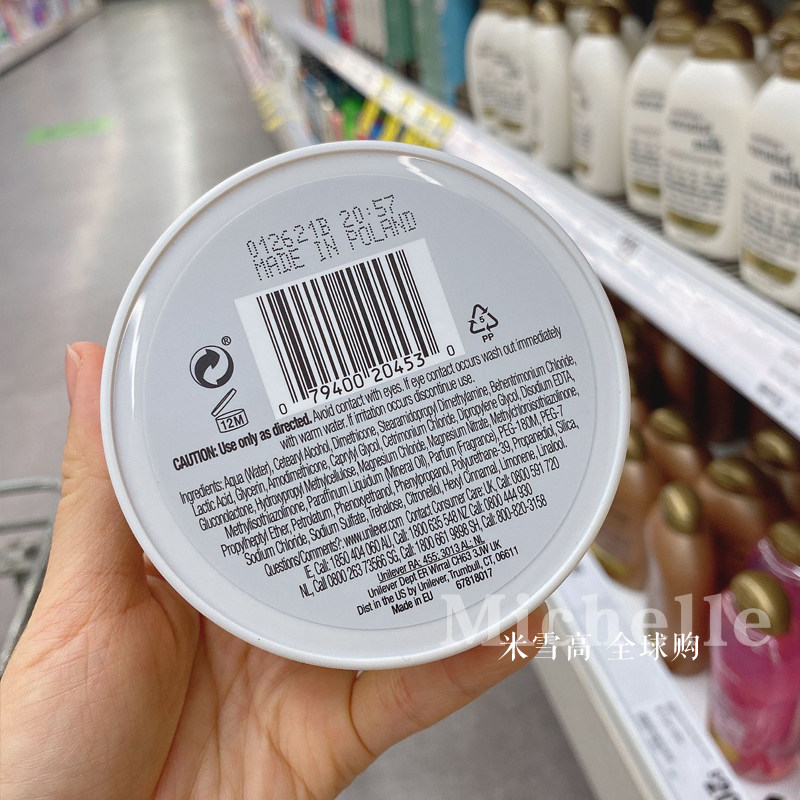 012621B 20:57
MADE IN POLAND
0 79400 20453 0
5
PP
®
12M
CAUTION: Use only as directed. Avoid contact with eyes. If eye contact occurs wash out immediately
with warm water. If irritation occurs discontinue use.
Ingredients: Aqua (Water), Cetearyl Alcohol, Dimethicone, Stearamidopropyl Dimethylamine, Behentrimonium Chloride,
Lactic Acid, Glycerin, Amodimethicone, Caprylyl Glycol, Cetrimonium Chloride, Dipropylene Glycol, Disodium EDTA,
Gluconolactone, Hydroxypropyl Methylcellulose, Magnesium Chloride, Magnesium Nitrate, Methylchloroisothiazolinone,
Methylisothiazolinone, Paraffinum Liquidum (Mineral Oil), Parfum (Fragrance), PEG-180M, PEG-7
Propylheptyl Ether, Petrolatum, Phenoxyethanol, Phenylpropanol, Polyurethane-39, Propanediol, Silica,
Sodium Chloride, Sodium Sulfate, Trehalose, Citronellol, Hexyl Cinnamal, Limonene, Linalool.
Questions/Comments?: www.unilever.com Contact Consumer Care: UK, Call: 0800 591 720
IE Call: 1850 404 060 AU, Call: 1800 635 548 NZ Call: 0800 444 930
NL, Call 0800 263 7356 SG, Call: 1800 661 9898 SH, Call: 800-820-3158
Unilever RA: 455, 3013 AL- NL
Unilever Dept ER Wirral CH63 3JW UK
Dist in the US by Unilever, Trumbull, CT, 06611
67818017
Made in EU
Michelle
米雪高 全球购